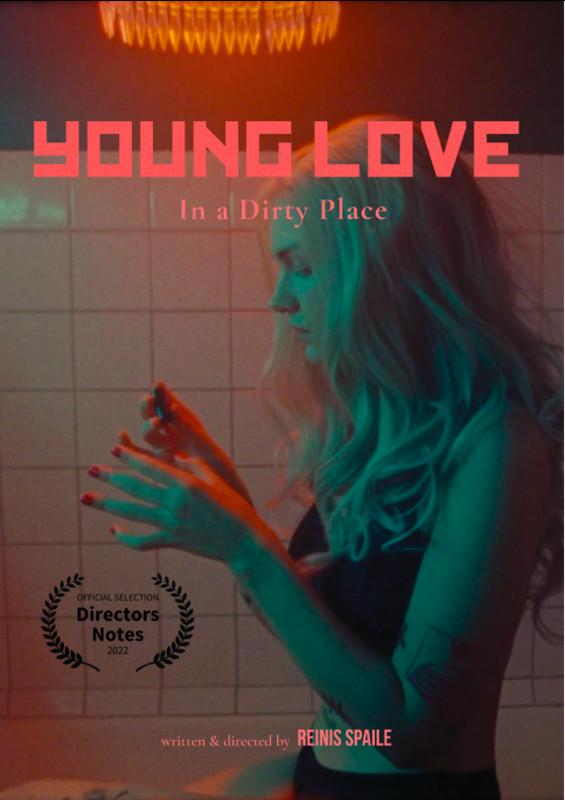 YOUNG LOVE
In a Dirty Place
OFFICIAL SELECTION
Directors
Notes
2022
written & directed by REINIS SPAILE